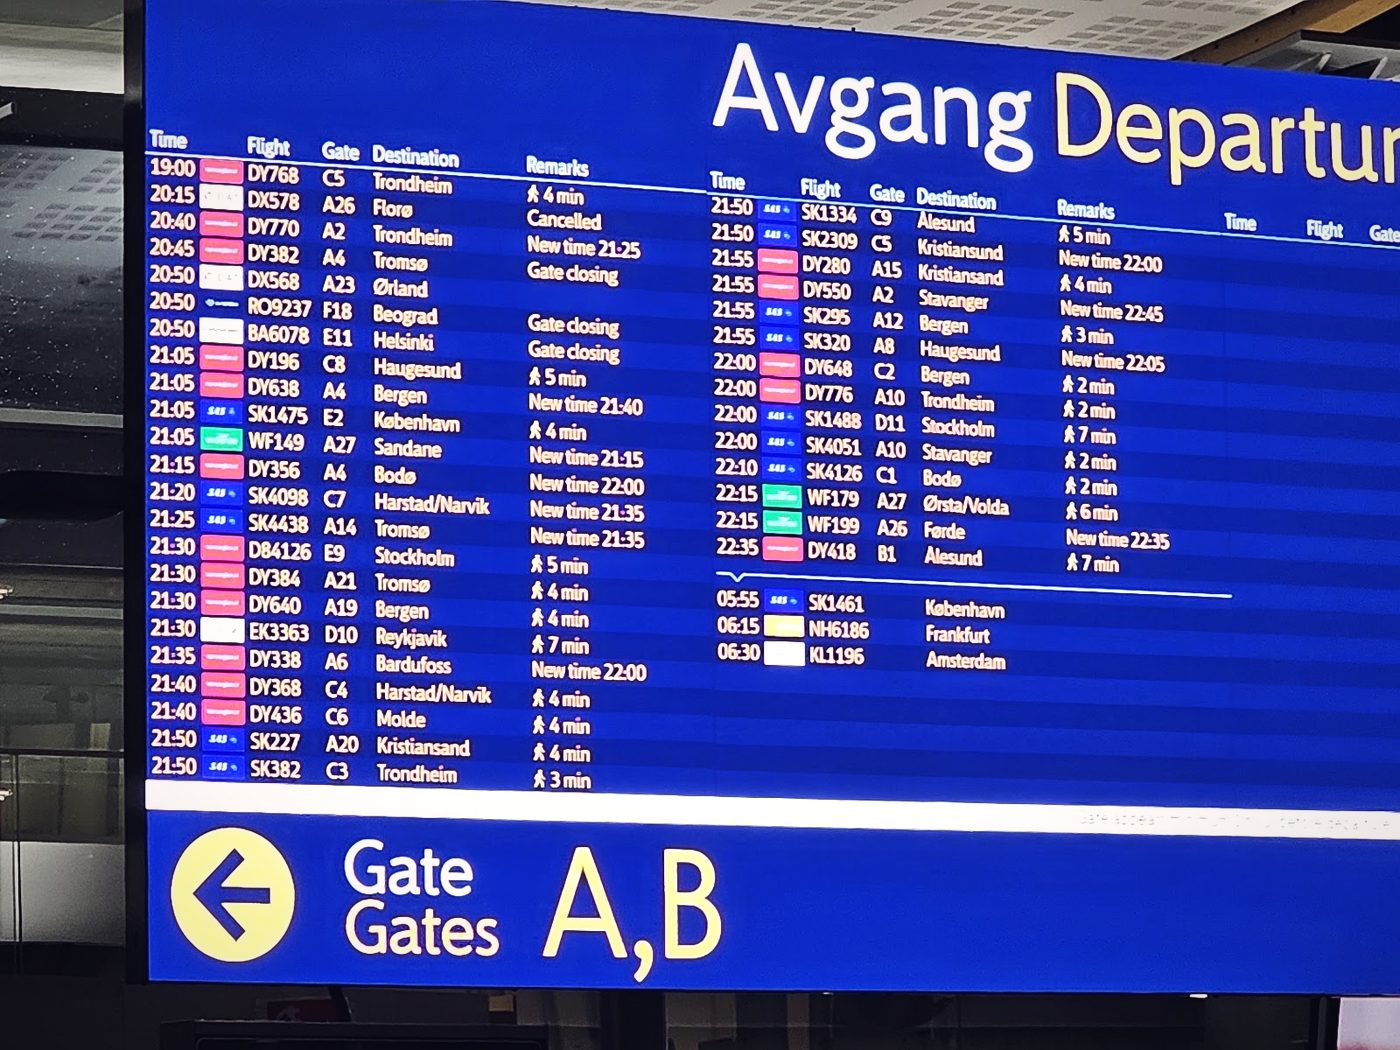 Avgang Departur
Time Flight Gate Destination Remarks
19:00 DY768 C5 Trondheim 4 min
20:15 DX578 A26 Florø Cancelled
20:40 DY770 A2 Trondheim New time 21:25
20:45 DY382 A4 Tromsø Gate closing
20:50 DX568 A23 Ørland
20:50 RO9237 F18 Beograd Gate closing
20:50 BA6078 E11 Helsinki Gate closing
21:05 DY196 C8 Haugesund 5 min
21:05 DY638 A4 Bergen New time 21:40
21:05 SAS SK1475 E2 København 4 min
21:05 WF149 A27 Sandane New time 21:15
21:15 DY356 A4 Bodø New time 22:00
21:20 SAS SK4098 C7 Harstad/Narvik New time 21:35
21:25 SAS SK4438 A14 Tromsø New time 21:35
21:30 D84126 E9 Stockholm 5 min
21:30 DY384 A21 Tromsø 4 min
21:30 DY640 A19 Bergen 4 min
21:30 EK3363 D10 Reykjavik 7 min
21:35 DY338 A6 Bardufoss New time 22:00
21:40 DY368 C4 Harstad/Narvik 4 min
21:40 DY436 C6 Molde 4 min
21:50 SAS SK227 A20 Kristiansand 4 min
21:50 SAS SK382 C3 Trondheim 3 min
Time Flight Gate Destination Remarks
21:50 SAS SK1334 C9 Ålesund 5 min
21:50 SAS SK2309 C5 Kristiansund New time 22:00
21:55 DY280 A15 Kristiansand 4 min
21:55 DY550 A2 Stavanger New time 22:45
21:55 SAS SK295 A12 Bergen 3 min
21:55 SAS SK320 A8 Haugesund New time 22:05
22:00 DY648 C2 Bergen 2 min
22:00 DY776 A10 Trondheim 2 min
22:00 SAS SK1488 D11 Stockholm 7 min
22:00 SAS SK4051 A10 Stavanger 2 min
22:10 SAS SK4126 C1 Bodø 2 min
22:15 WF179 A27 Ørsta/Volda 6 min
22:15 WF199 A26 Førde New time 22:35
22:35 DY418 B1 Ålesund 7 min
05:55 SAS SK1461 København
06:15 NH6186 Frankfurt
06:30 KL1196 Amsterdam
Time Flight Gate
Gate
Gates
A,B